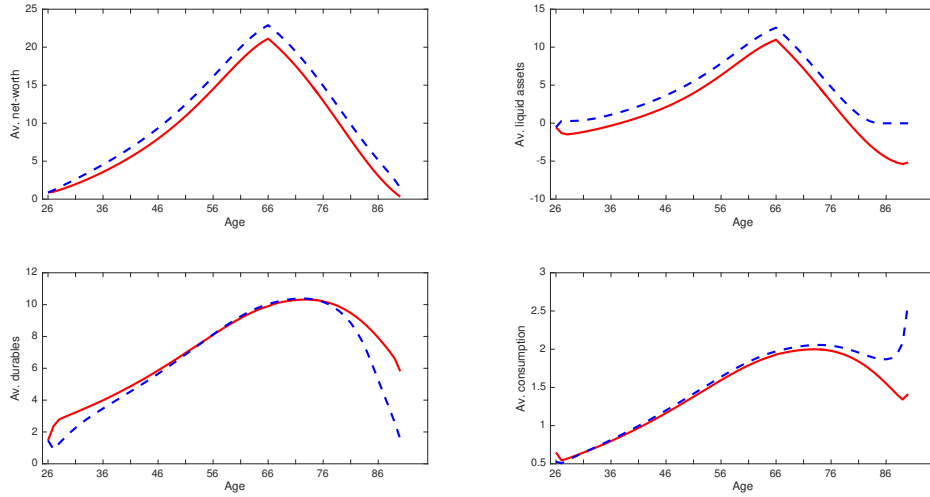 25
20
15
10
5
0
Av. net-worth
26 36 46 56 66 76 86
Age
15
10
5
0
-5
-10
Av. liquid assets
26 36 46 56 66 76 86
Age
12
10
8
6
4
2
0
Av. durables
26 36 46 56 66 76 86
Age
3
2.5
2
1.5
1
0.5
Av. consumption
26 36 46 56 66 76 86
Age